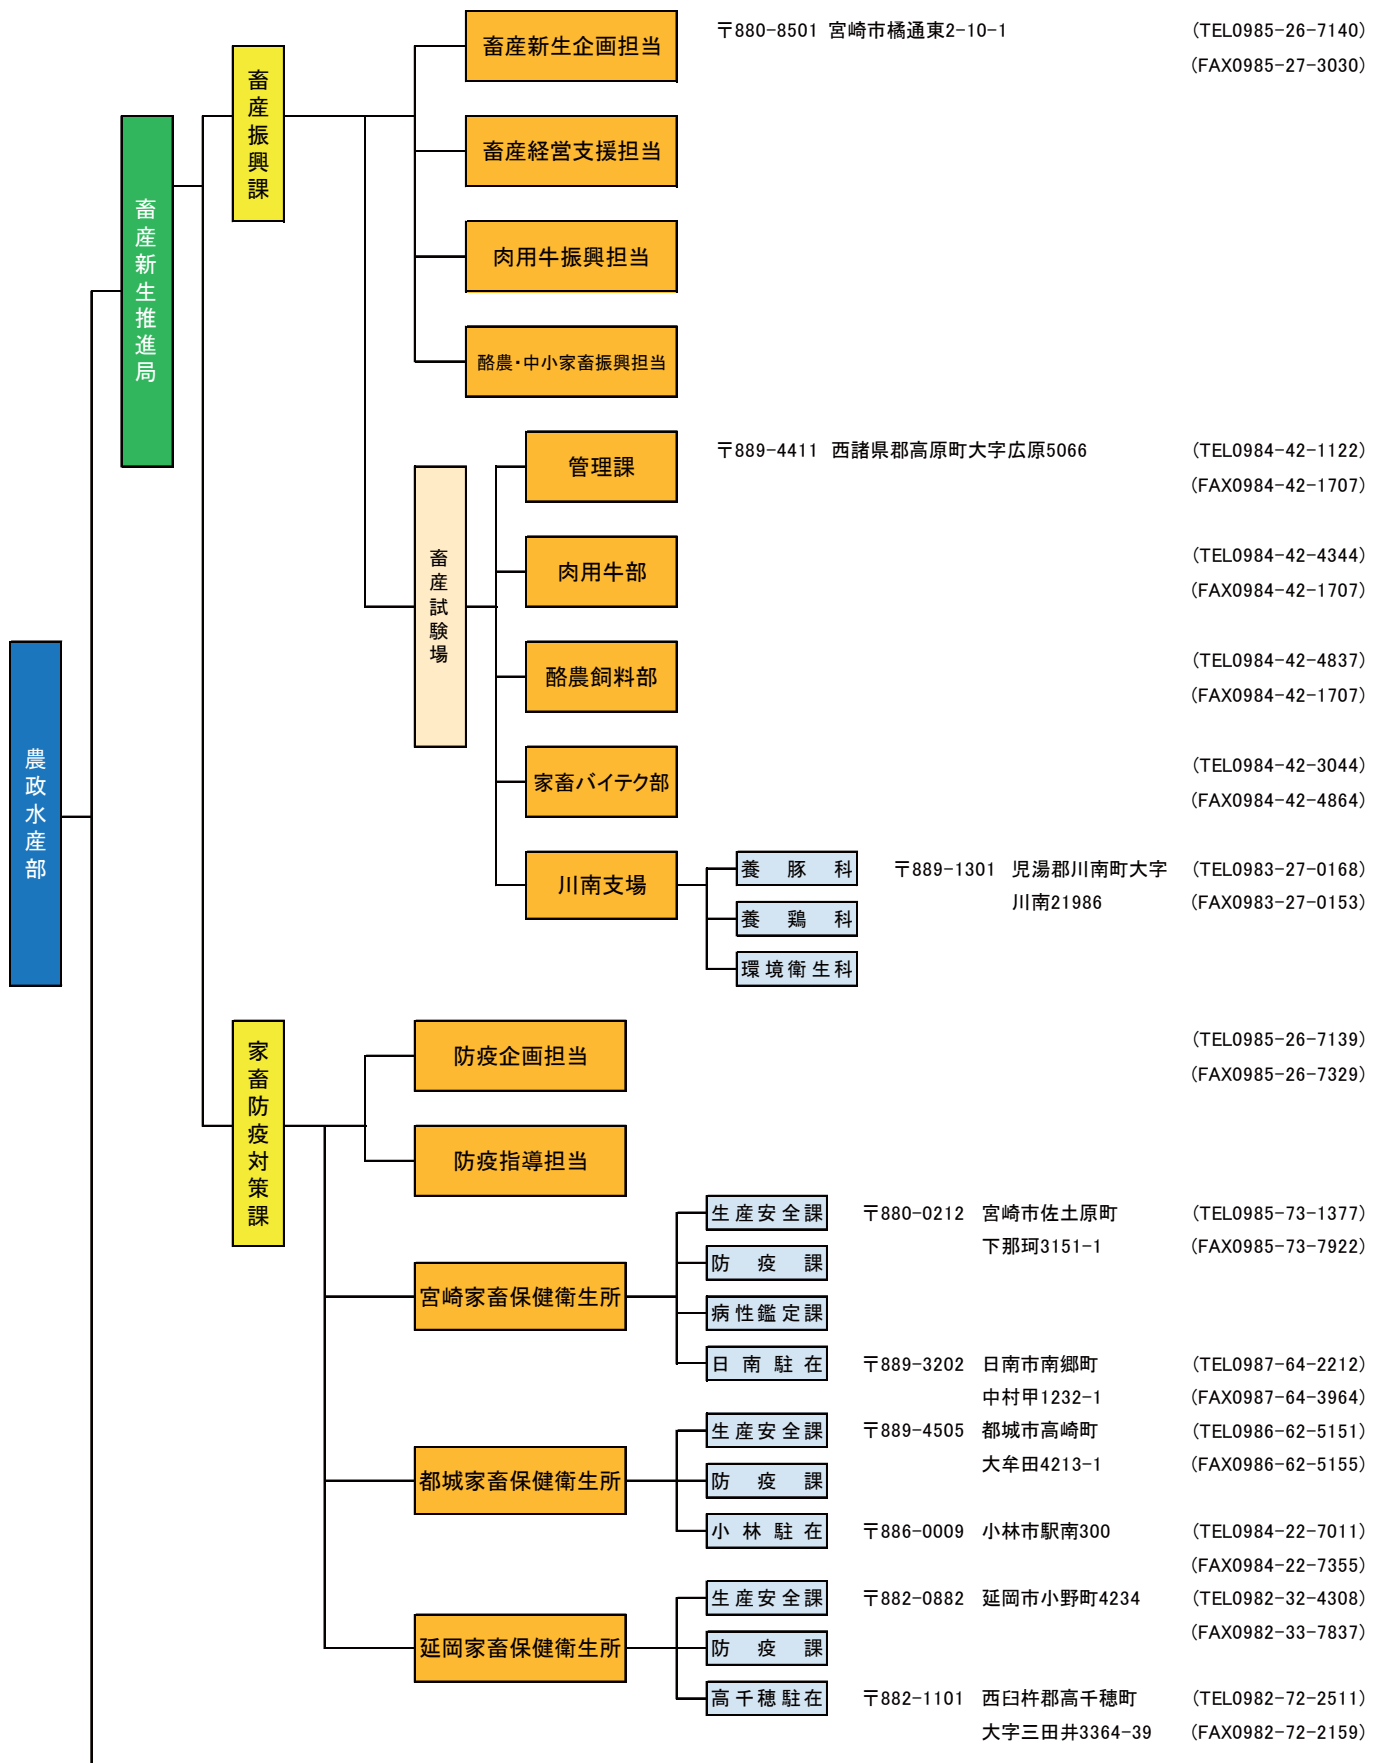 農政水産部
畜産新生推進局
畜産振興課
畜産新生企画担当
〒880-8501 宮崎市橘通東2-10-1
(TEL0985-26-7140)
(FAX0985-27-3030)
畜産経営支援担当
肉用牛振興担当
酪農・中小家畜振興担当
畜産試験場
管理課
〒889-4411 西諸県郡高原町大字広原5066
(TEL0984-42-1122)
(FAX0984-42-1707)
肉用牛部
(TEL0984-42-4344)
(FAX0984-42-1707)
酪農飼料部
(TEL0984-42-4837)
(FAX0984-42-1707)
家畜バイテク部
(TEL0984-42-3044)
(FAX0984-42-4864)
川南支場
養豚科
〒889-1301 児湯郡川南町大字
川南21986
(TEL0983-27-0168)
(FAX0983-27-0153)
養鶏科
環境衛生科
家畜防疫対策課
防疫企画担当
(TEL0985-26-7139)
(FAX0985-26-7329)
防疫指導担当
宮崎家畜保健衛生所
生産安全課
〒880-0212 宮崎市佐土原町
下那珂3151-1
(TEL0985-73-1377)
(FAX0985-73-7922)
防疫課
病性鑑定課
日南駐在
〒889-3202 日南市南郷町
中村甲1232-1
(TEL0987-64-2212)
(FAX0987-64-3964)
都城家畜保健衛生所
生産安全課
〒889-4505 都城市高崎町
大牟田4213-1
(TEL0986-62-5151)
(FAX0986-62-5155)
防疫課
小林駐在
〒886-0009 小林市駅南300
(TEL0984-22-7011)
(FAX0984-22-7355)
延岡家畜保健衛生所
生産安全課
〒882-0882 延岡市小野町4234
(TEL0982-32-4308)
(FAX0982-33-7837)
防疫課
高千穂駐在
〒882-1101 西臼杵郡高千穂町
大字三田井3364-39
(TEL0982-72-2511)
(FAX0982-72-2159)